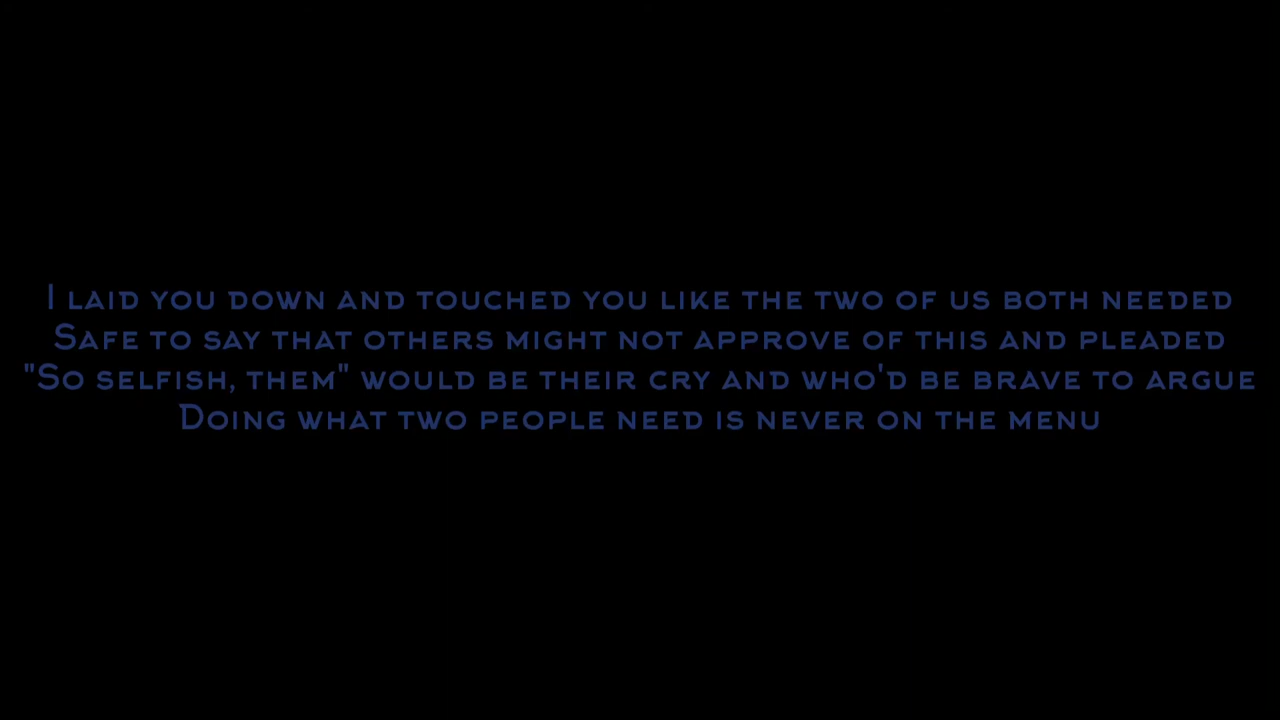 I laid you down and touched you like the two of us both needed
Safe to say that others might not approve of this and pleaded
"So selfish, them" would be their cry and who'd be brave to argue
Doing what two people need is never on the menu